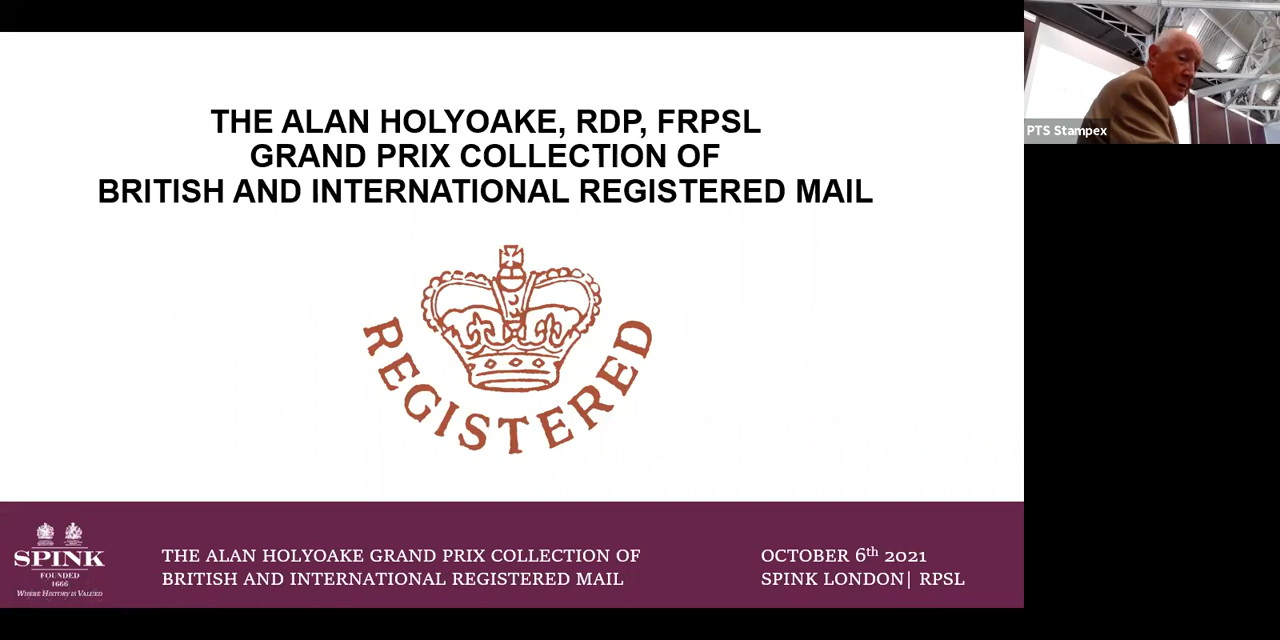 THE ALAN HOLYOAKE, RDP, FRPSL
GRAND PRIX COLLECTION OF
BRITISH AND INTERNATIONAL REGISTERED MAIL
REGISTERED
PTS Stampex
SPINK
FOUNDED
1666
WHERE HISTORY IS VALUED
THE ALAN HOLYOAKE GRAND PRIX COLLECTION OF
BRITISH AND INTERNATIONAL REGISTERED MAIL
OCTOBER 6th 2021
SPINK LONDON| RPSL